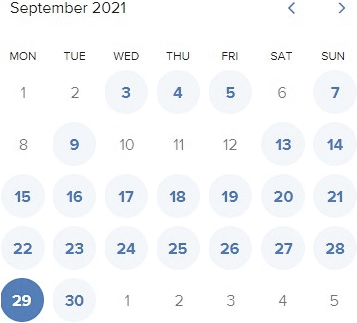 September 2021
MON TUE WED THU FRI SAT SUN
1 2 3 4 5 6 7
8 9 10 11 12 13 14
15 16 17 18 19 20 21
22 23 24 25 26 27 28
29 30 1 2 3 4 5